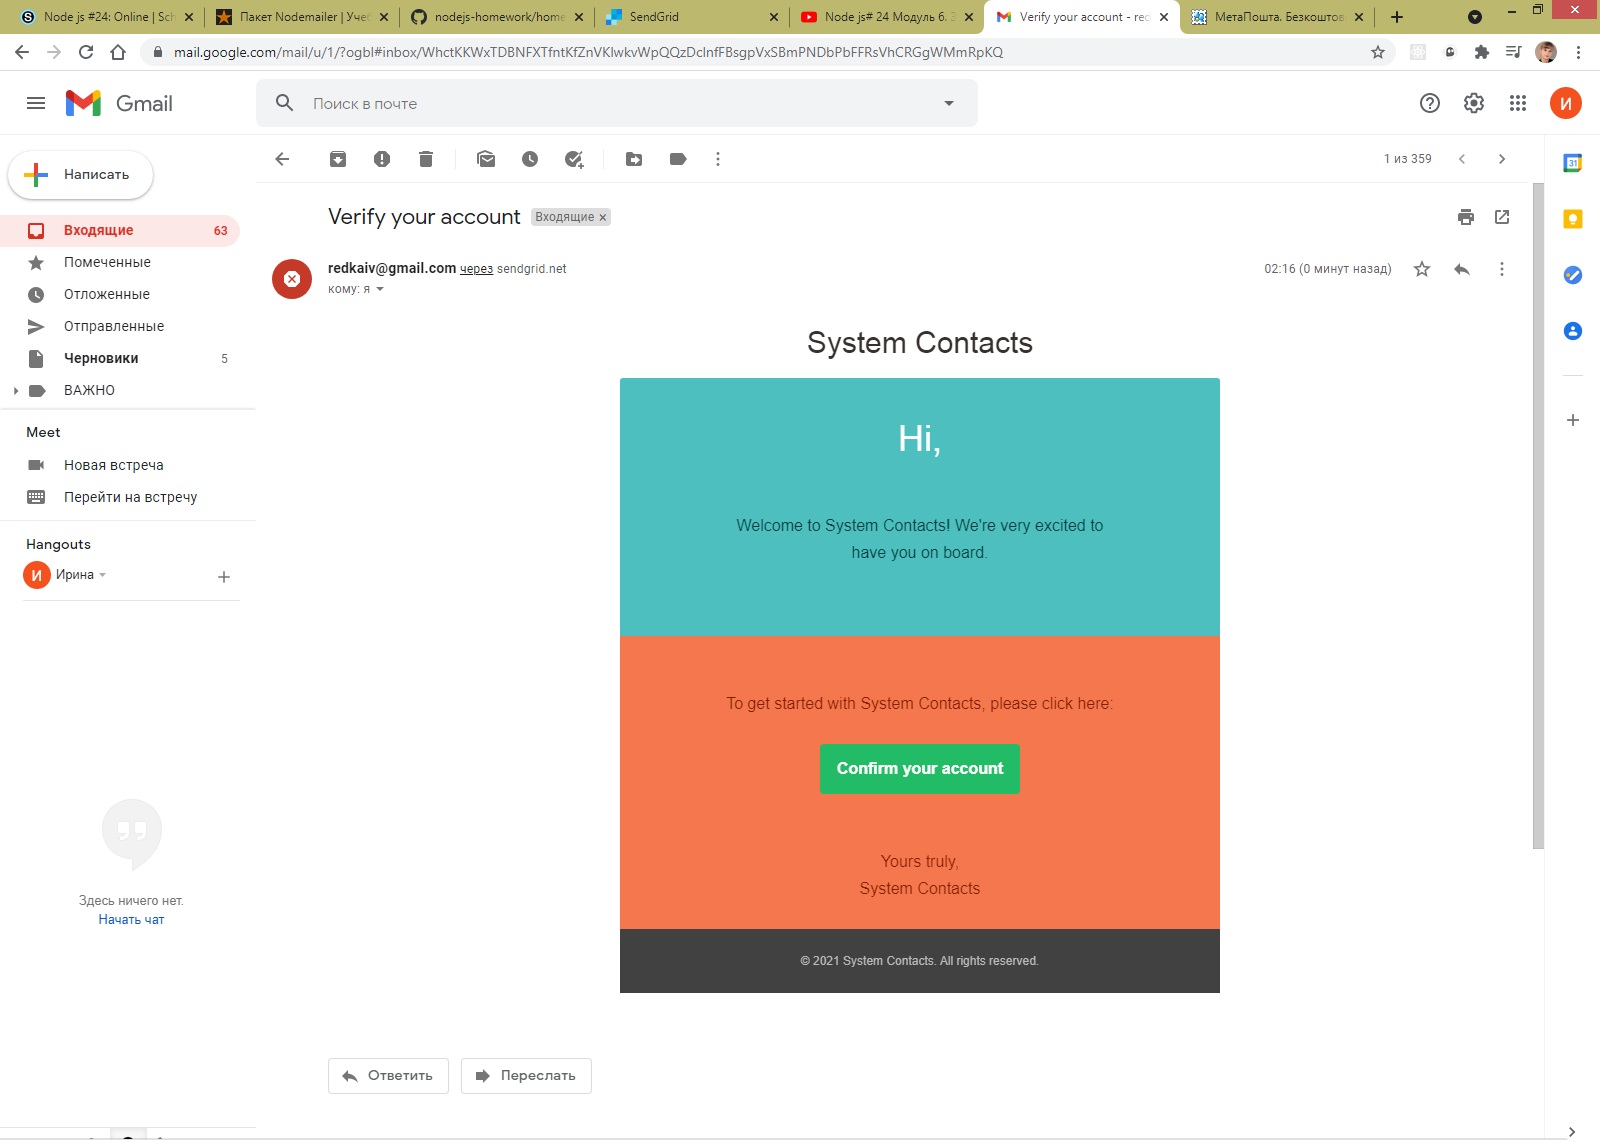 Node js #24: Online | Sch
Пакет Nodemailer | Учеб
nodejs-homework/home
SendGrid
Node js# 24 Модуль 6. З
Verify your account - red
МетаПошта. Безкоштов
mail.google.com/mail/u/1/?ogbl#inbox/WhctKKWxTDBNFXTfntKfZnVKlwkvWpQQzDclnfFBsgpVxSBmPNDbPbFFRsVhCRGgWMmRpKQ
Gmail
Поиск в почте
И
Написать
1 из 359
31
Verify your account
Входящие ×
Входящие 63
Помеченные
Отложенные
Отправленные
Черновики 5
ВАЖНО
redkaiv@gmail.com через sendgrid.net
02:16 (0 минут назад)
кому: я
System Contacts
Hi,
Welcome to System Contacts! We're very excited to
have you on board.
To get started with System Contacts, please click here:
Confirm your account
Yours truly,
System Contacts
© 2021 System Contacts. All rights reserved.
Meet
Новая встреча
Перейти на встречу
Hangouts
И Ирина
Здесь ничего нет.
Начать чат
Ответить
Переслать